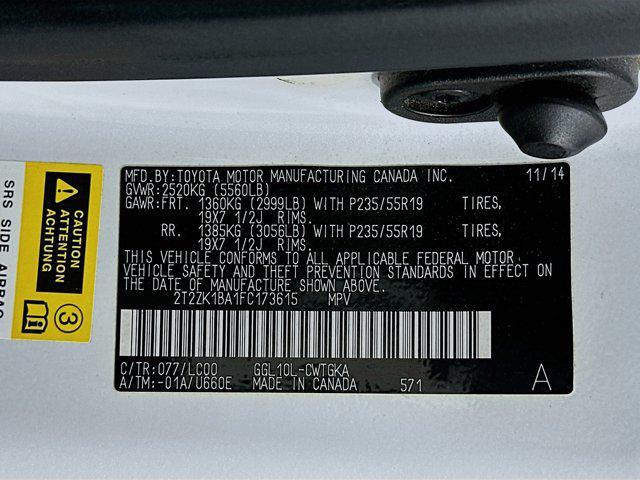 MFD.BY:TOYOTA MOTOR MANUFACTURING CANADA INC. 11/14
GVWR:2520KG (5560LB)
GAWR:FRT. 1360KG (2999LB) WITH P235/55R19 TIRES,
19X7 1/2J RIMS.
RR. 1385KG (3056LB) WITH P235/55R19 TIRES,
19X7 1/2J RIMS.
THIS VEHICLE CONFORMS TO ALL APPLICABLE FEDERAL MOTOR
VEHICLE SAFETY AND THEFT PREVENTION STANDARDS IN EFFECT
ON THE DATE OF MANUFACTURE SHOWN ABOVE.
2T2ZK1BA1FC173615 MPV
C/TR:077/LC00 GGL10L-CWTGKA
A/TM:-01A/U660E MADE IN CANADA 571 A
CAUTION
ATTENTION
3
SRS SIDE AIRBAG